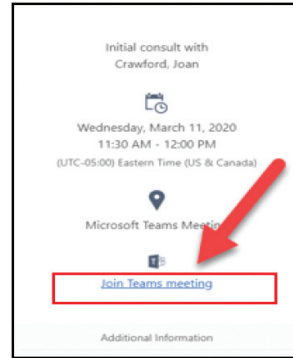 Initial consult with
Crawford, Joan
Wednesday, March 11, 2020
11:30 AM - 12:00 PM
(UTC-05:00) Eastern Time (US & Canada)
Microsoft Teams Meeting
Join Teams meeting
Additional Information